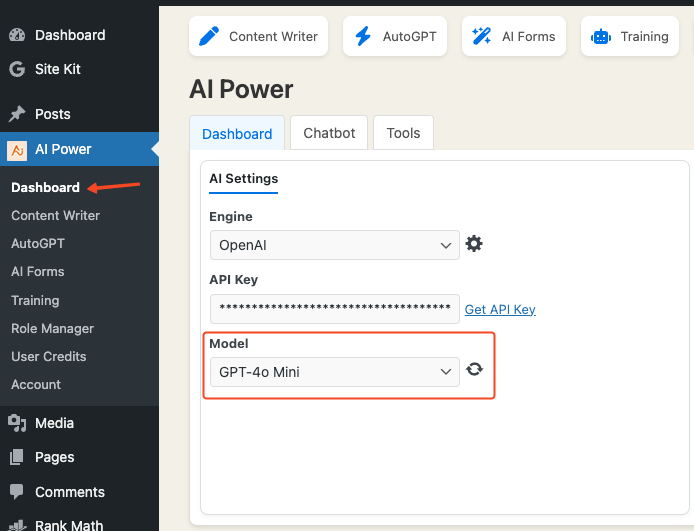 Dashboard
Site Kit
Posts
AI Power
Dashboard
Content Writer
AutoGPT
AI Forms
Training
Role Manager
User Credits
Account
Media
Pages
Comments
Rank Math
Content Writer
AutoGPT
AI Forms
Training
AI Power
Dashboard
Chatbot
Tools
AI Settings
Engine
OpenAI
API Key
************************************ Get API Key
Model
GPT-4o Mini